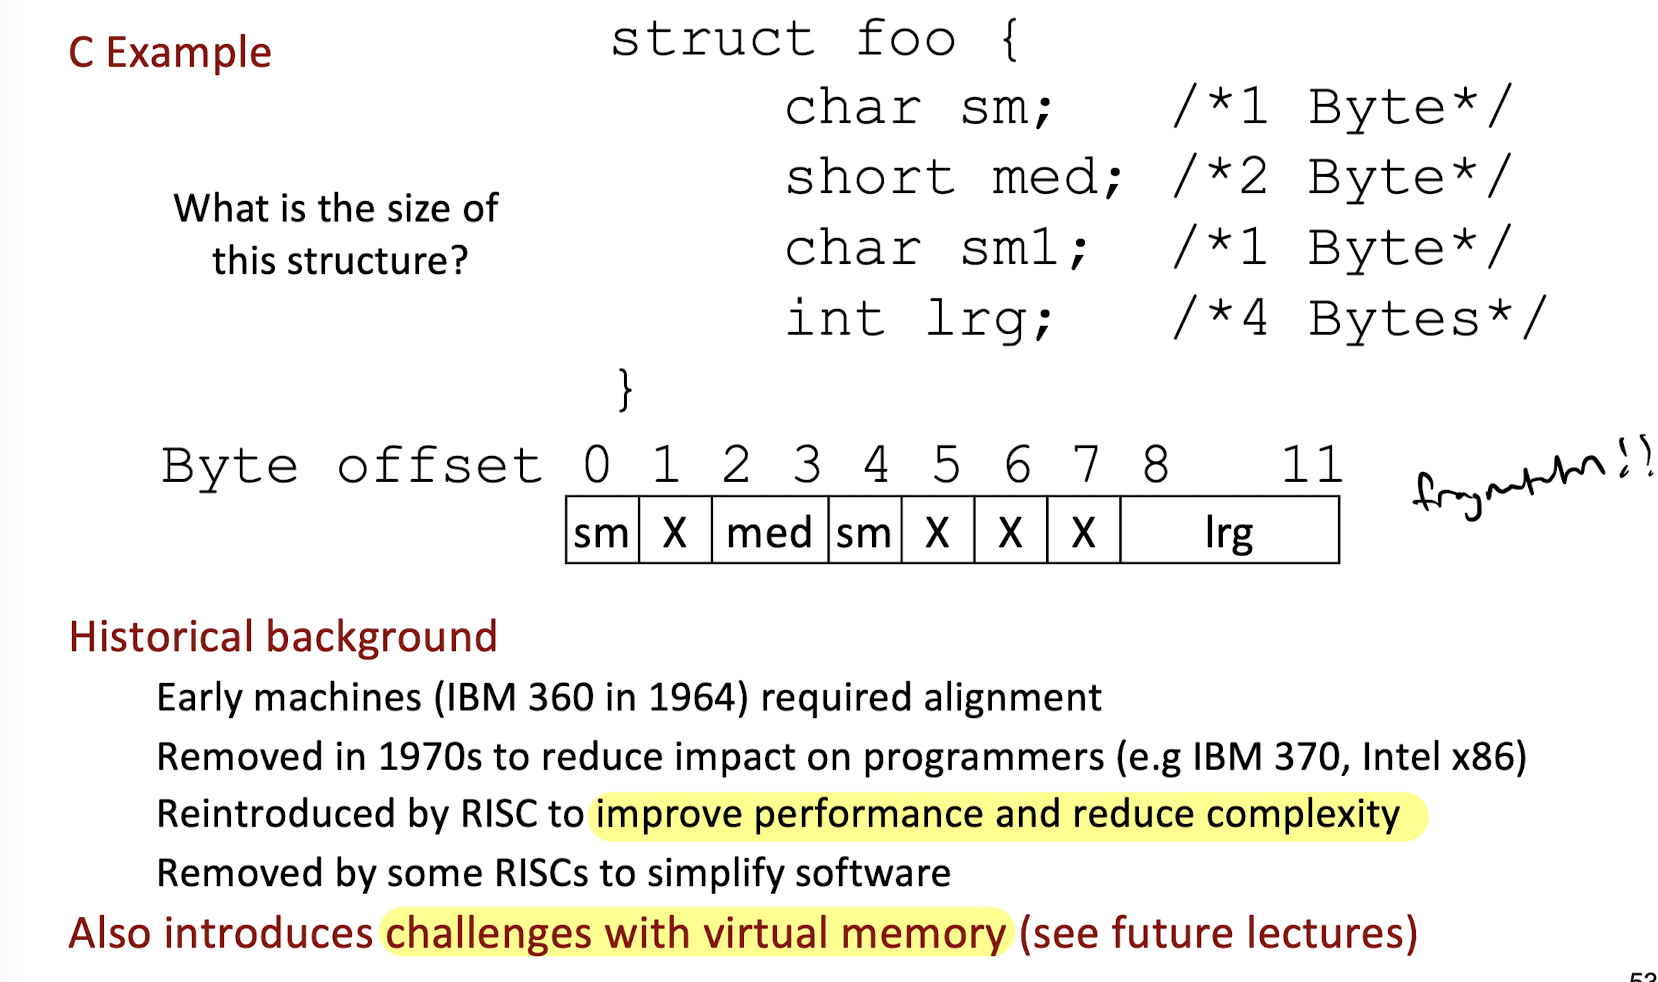 C Example
struct foo {
char sm; /*1 Byte*/
short med; /*2 Byte*/
char sm1; /*1 Byte*/
int lrg; /*4 Bytes*/
}
What is the size of
this structure?
Byte offset 0 1 2 3 4 5 6 7 8 11
sm X med sm X X X lrg
Historical background
Early machines (IBM 360 in 1964) required alignment
Removed in 1970s to reduce impact on programmers (e.g IBM 370, Intel x86)
Reintroduced by RISC to improve performance and reduce complexity
Removed by some RISCs to simplify software
Also introduces challenges with virtual memory (see future lectures)